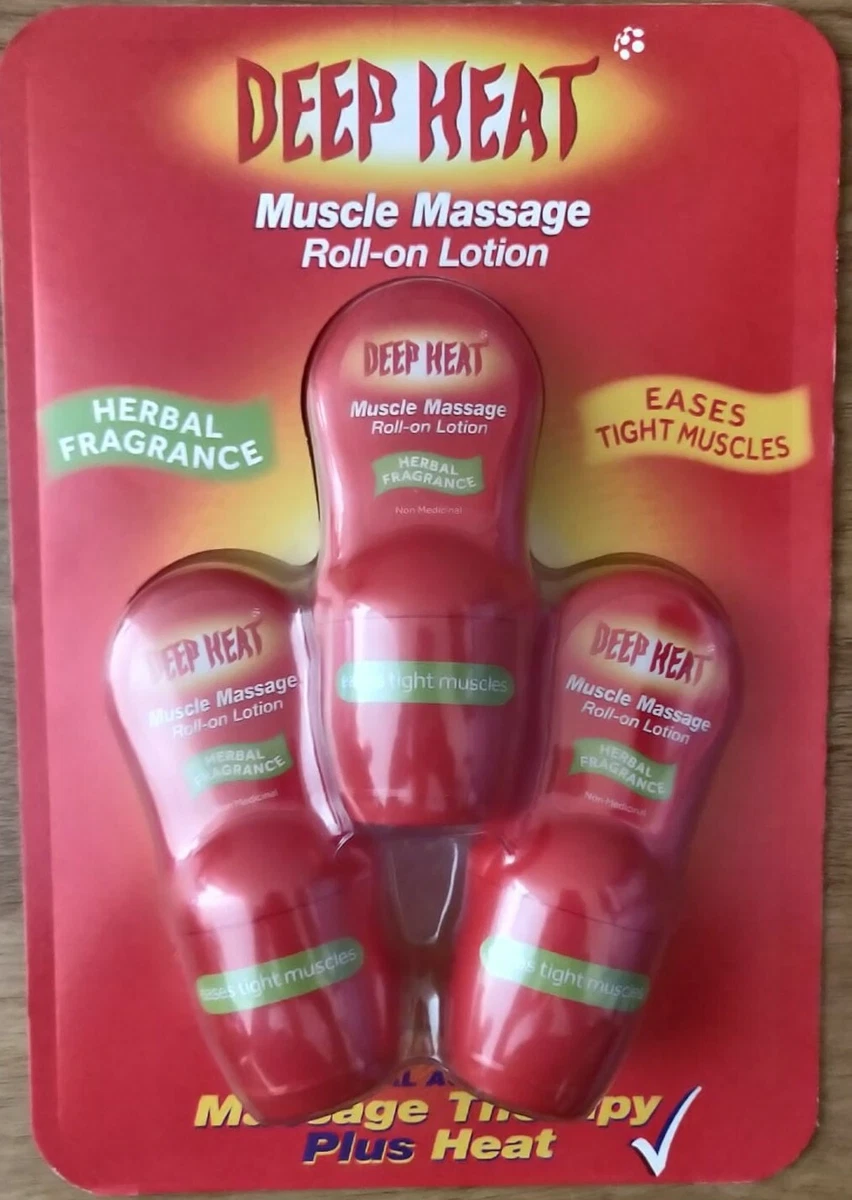 DEEP HEAT
Muscle Massage
Roll-on Lotion
HERBAL
FRAGRANCE
EASES
TIGHT MUSCLES
DEEP HEAT
Muscle Massage
Roll-on Lotion
HERBAL
FRAGRANCE
Non-Medicinal
tight muscles
DEEP HEAT
Muscle Massage
Roll-on Lotion
HERBAL
FRAGRANCE
eases tight muscles
DEEP HEAT
Muscle Massage
Roll-on Lotion
HERBAL
FRAGRANCE
Non-Medicinal
tight muscles
Massage Therapy
Plus Heat